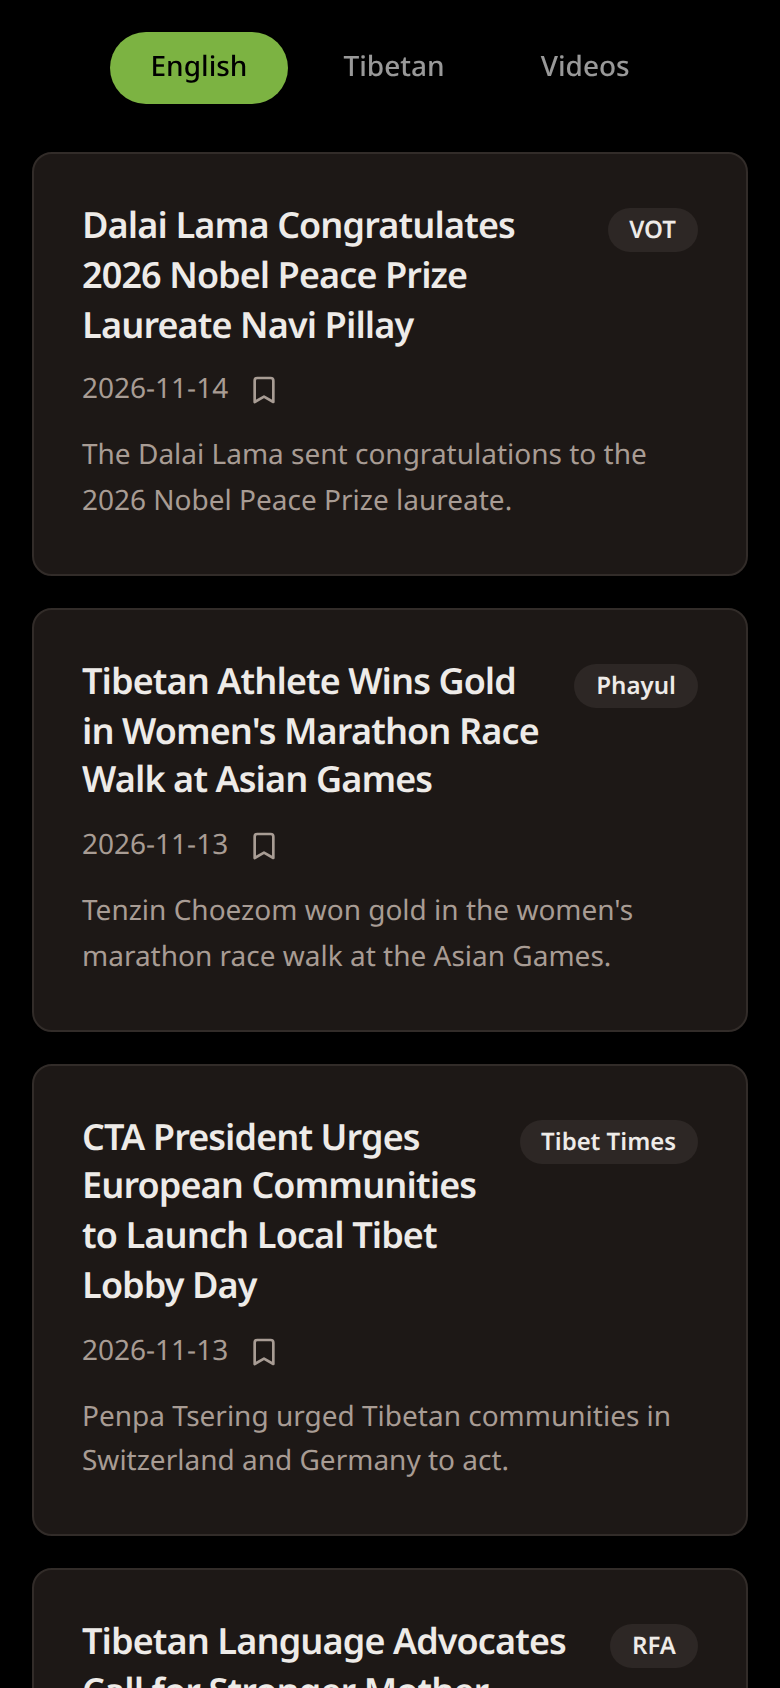 English
Tibetan
Videos
Dalai Lama Congratulates
2026 Nobel Peace Prize
Laureate Navi Pillay
VOT
2026-11-14
The Dalai Lama sent congratulations to the
2026 Nobel Peace Prize laureate.
Tibetan Athlete Wins Gold
in Women's Marathon Race
Walk at Asian Games
Phayul
2026-11-13
Tenzin Choezom won gold in the women's
marathon race walk at the Asian Games.
CTA President Urges
European Communities
to Launch Local Tibet
Lobby Day
Tibet Times
2026-11-13
Penpa Tsering urged Tibetan communities in
Switzerland and Germany to act.
Tibetan Language Advocates
Call for Stronger Mother
RFA